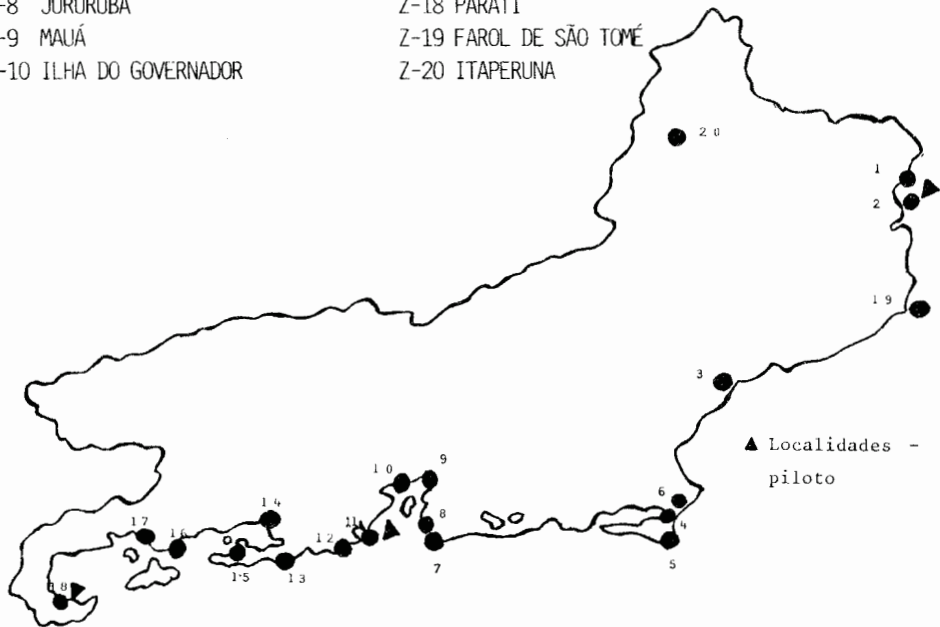 -8 JURURUBA
-9 MAUÁ
-10 ILHA DO GOVERNADOR
Z-18 PARATI
Z-19 FAROL DE SÃO TOMÉ
Z-20 ITAPERUNA
20
1
2
19
3
▲ Localidades -
piloto
9
10
6
8
4
14
11
17
16
12
7
5
15
13
18